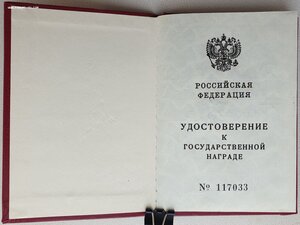 РОССИЙСКАЯ
ФЕДЕРАЦИЯ
УДОСТОВЕРЕНИЕ
К
ГОСУДАРСТВЕННОЙ
НАГРАДЕ
№ 117033